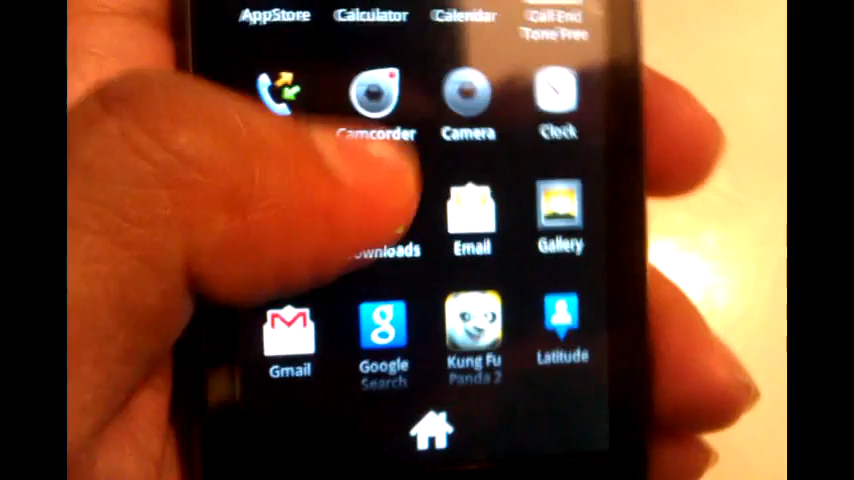 AppStore Calculator Calendar Call End
Tone Free
Camcorder Camera Clock
ownloads Email Gallery
Gmail Google Kung Fu Latitude
Search Panda 2